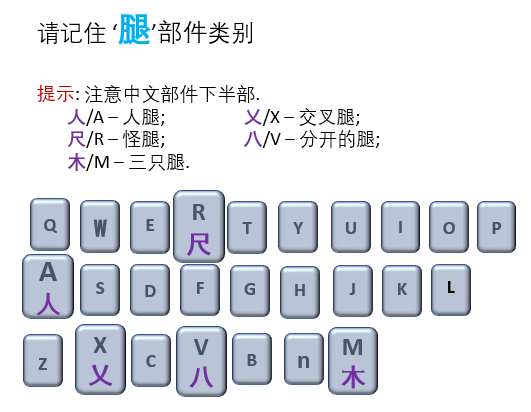 请记住 ‘腿’部件类别
提示: 注意中文部件下半部.
人/A – 人腿;
乂/X – 交叉腿;
尺/R – 怪腿;
八/V – 分开的腿;
木/M – 三只腿.
Q W E R T Y U I O P
尺
A S D F G H J K L
人
Z X C V B n M
乂 八 木